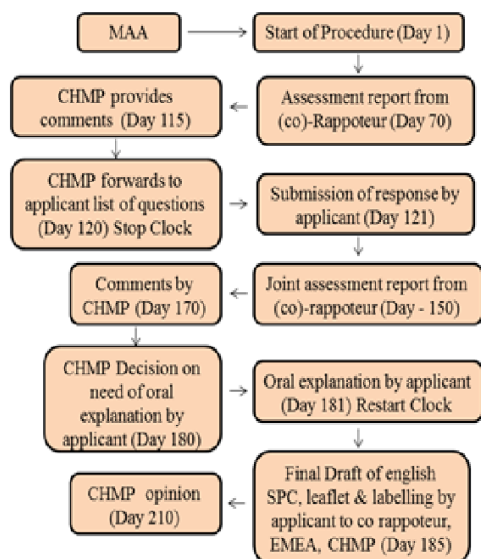 MAA
Start of Procedure (Day 1)
Assessment report from
(co)-Rappoteur (Day 70)
CHMP provides
comments (Day 115)
CHMP forwards to
applicant list of questions
(Day 120) Stop Clock
Submission of response by
applicant (Day 121)
Joint assessment report from
(co)-rappoteur (Day - 150)
Comments by
CHMP (Day 170)
CHMP Decision on
need of oral
explanation by
applicant (Day 180)
Oral explanation by applicant
(Day 181) Restart Clock
Final Draft of english
SPC, leaflet & labelling by
applicant to co rappoteur,
EMEA, CHMP (Day 185)
CHMP opinion
(Day 210)